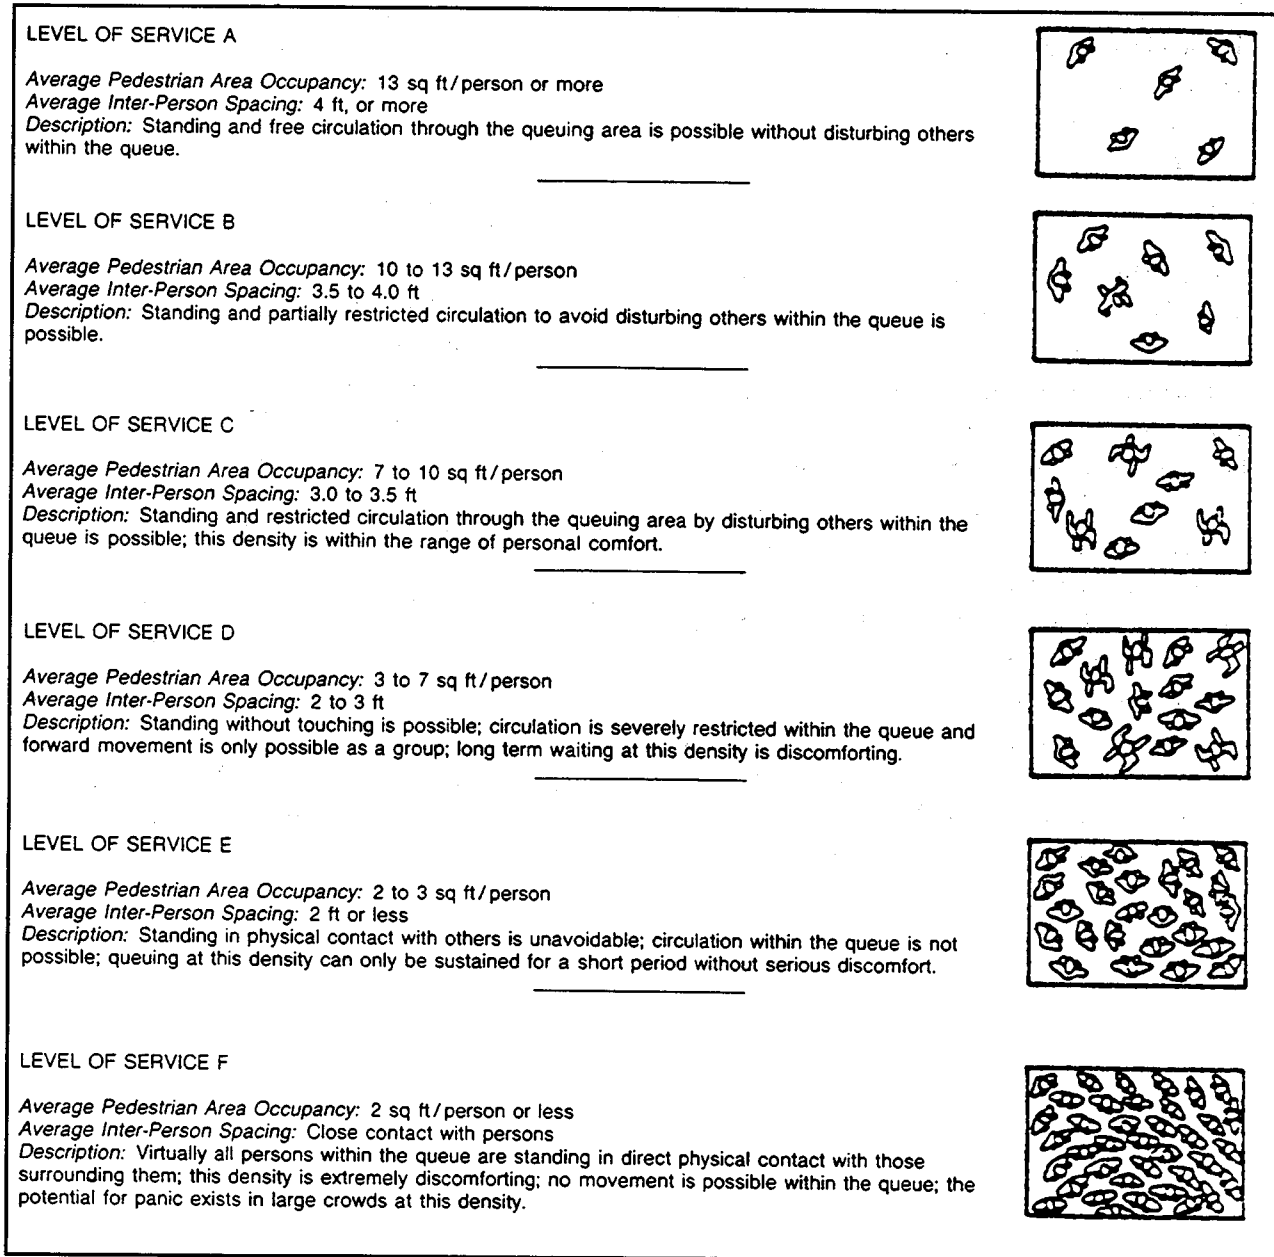 LEVEL OF SERVICE A
Average Pedestrian Area Occupancy: 13 sq ft/person or more
Average Inter-Person Spacing: 4 ft, or more
Description: Standing and free circulation through the queuing area is possible without disturbing others
within the queue.
LEVEL OF SERVICE B
Average Pedestrian Area Occupancy: 10 to 13 sq ft/person
Average Inter-Person Spacing: 3.5 to 4.0 ft
Description: Standing and partially restricted circulation to avoid disturbing others within the queue is
possible.
LEVEL OF SERVICE C
Average Pedestrian Area Occupancy: 7 to 10 sq ft/person
Average Inter-Person Spacing: 3.0 to 3.5 ft
Description: Standing and restricted circulation through the queuing area by disturbing others within the
queue is possible; this density is within the range of personal comfort.
LEVEL OF SERVICE D
Average Pedestrian Area Occupancy: 3 to 7 sq ft/person
Average Inter-Person Spacing: 2 to 3 ft
Description: Standing without touching is possible; circulation is severely restricted within the queue and
forward movement is only possible as a group; long term waiting at this density is discomforting.
LEVEL OF SERVICE E
Average Pedestrian Area Occupancy: 2 to 3 sq ft/person
Average Inter-Person Spacing: 2 ft or less
Description: Standing in physical contact with others is unavoidable; circulation within the queue is not
possible; queuing at this density can only be sustained for a short period without serious discomfort.
LEVEL OF SERVICE F
Average Pedestrian Area Occupancy: 2 sq ft/person or less
Average Inter-Person Spacing: Close contact with persons
Description: Virtually all persons within the queue are standing in direct physical contact with those
surrounding them; this density is extremely discomforting; no movement is possible within the queue; the
potential for panic exists in large crowds at this density.